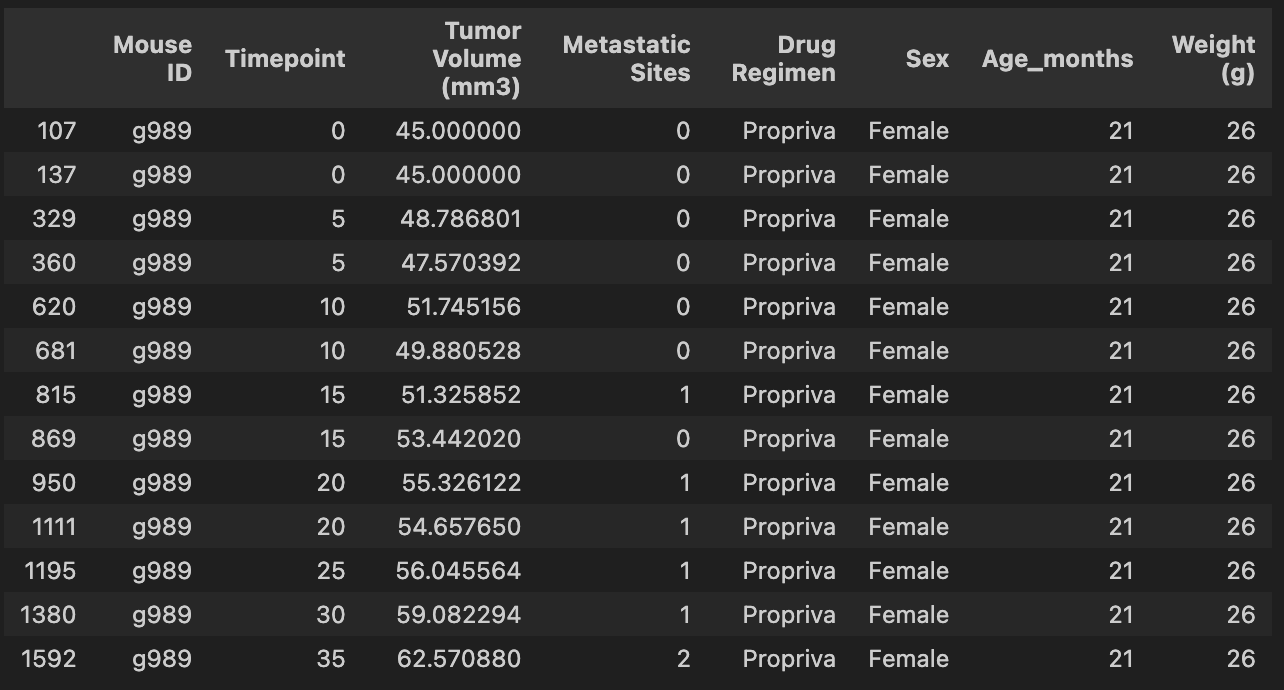 Mouse ID Timepoint Tumor Volume (mm3) Metastatic Sites Drug Regimen Sex Age_months Weight (g)
107 g989 0 45.000000 0 Propriva Female 21 26
137 g989 0 45.000000 0 Propriva Female 21 26
329 g989 5 48.786801 0 Propriva Female 21 26
360 g989 5 47.570392 0 Propriva Female 21 26
620 g989 10 51.745156 0 Propriva Female 21 26
681 g989 10 49.880528 0 Propriva Female 21 26
815 g989 15 51.325852 1 Propriva Female 21 26
869 g989 15 53.442020 0 Propriva Female 21 26
950 g989 20 55.326122 1 Propriva Female 21 26
1111 g989 20 54.657650 1 Propriva Female 21 26
1195 g989 25 56.045564 1 Propriva Female 21 26
1380 g989 30 59.082294 1 Propriva Female 21 26
1592 g989 35 62.570880 2 Propriva Female 21 26